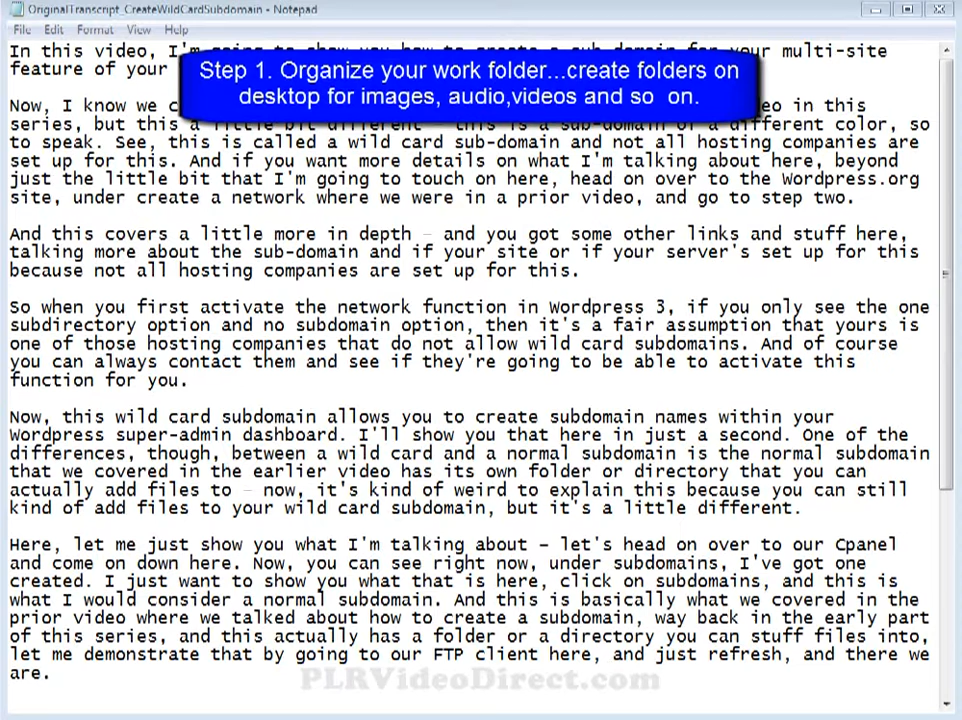 OriginalTranscript_CreateWildCardSubdomain - Notepad
File Edit Format View Help
In this video, I'm going to show you how to create a sub-domain for your multi-site
feature of your
Step 1. Organize your work folder...create folders on
desktop for images, audio,videos and so on.
Now, I know we c eo in this
series, but this a little bit different - this is a sub-domain of a different color, so
to speak. See, this is called a wild card sub-domain and not all hosting companies are
set up for this. And if you want more details on what I'm talking about here, beyond
just the little bit that I'm going to touch on here, head on over to the Wordpress.org
site, under create a network where we were in a prior video, and go to step two.
And this covers a little more in depth – and you got some other links and stuff here,
talking more about the sub-domain and if your site or if your server's set up for this
because not all hosting companies are set up for this.
So when you first activate the network function in Wordpress 3, if you only see the one
subdirectory option and no subdomain option, then it's a fair assumption that yours is
one of those hosting companies that do not allow wild card subdomains. And of course
you can always contact them and see if they're going to be able to activate this
function for you.
Now, this wild card subdomain allows you to create subdomain names within your
Wordpress super-admin dashboard. I'll show you that here in just a second. One of the
differences, though, between a wild card and a normal subdomain is the normal subdomain
that we covered in the earlier video has its own folder or directory that you can
actually add files to – now, it's kind of weird to explain this because you can still
kind of add files to your wild card subdomain, but it's a little different.
Here, let me just show you what I'm talking about – let's head on over to our Cpanel
and come on down here. Now, you can see right now, under subdomains, I've got one
created. I just want to show you what that is here, click on subdomains, and this is
what I would consider a normal subdomain. And this is basically what we covered in the
prior video where we talked about how to create a subdomain, way back in the early part
of this series, and this actually has a folder or a directory you can stuff files into,
let me demonstrate that by going to our FTP client here, and just refresh, and there we
are.
PLRVideoDirect.com